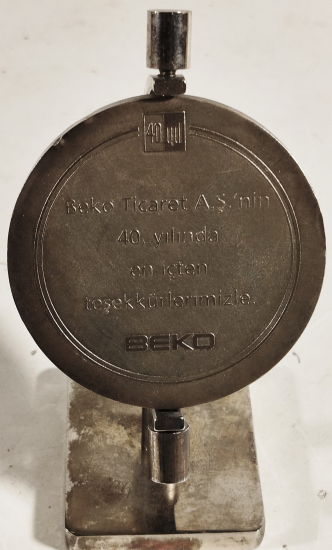 40.yıl
Beko Ticaret A.Ş.'nin
40. yılında
en içten
teşekkürlerimizle.
BEKO